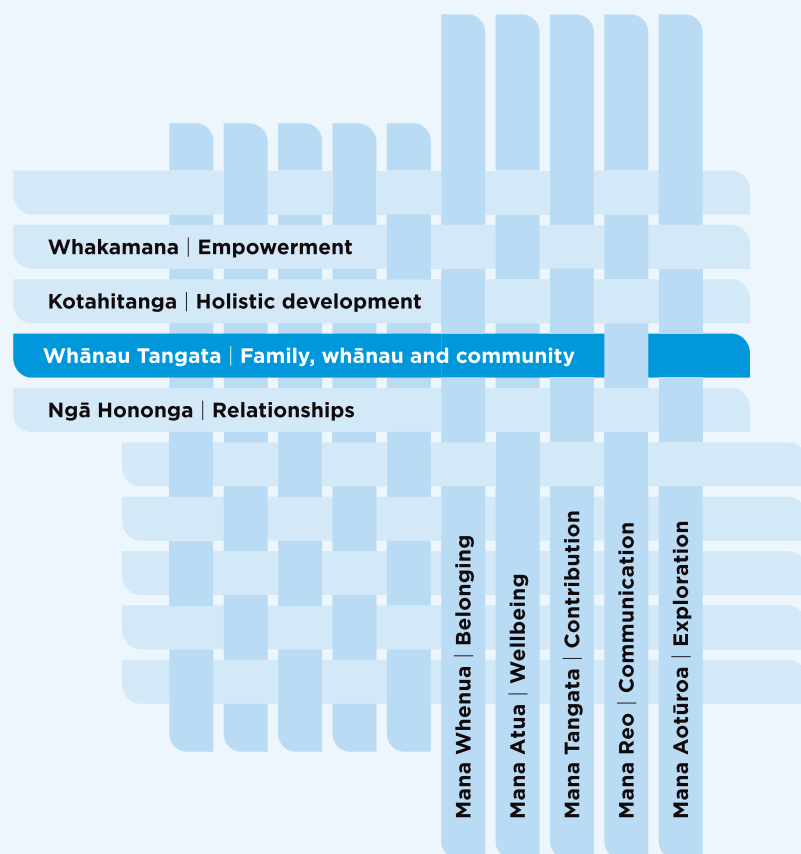 Whakamana | Empowerment
Kotahitanga | Holistic development
Whānau Tangata | Family, whānau and community
Ngā Hononga | Relationships
Mana Whenua | Belonging
Mana Atua | Wellbeing
Mana Tangata | Contribution
Mana Reo | Communication
Mana Aotūroa | Exploration